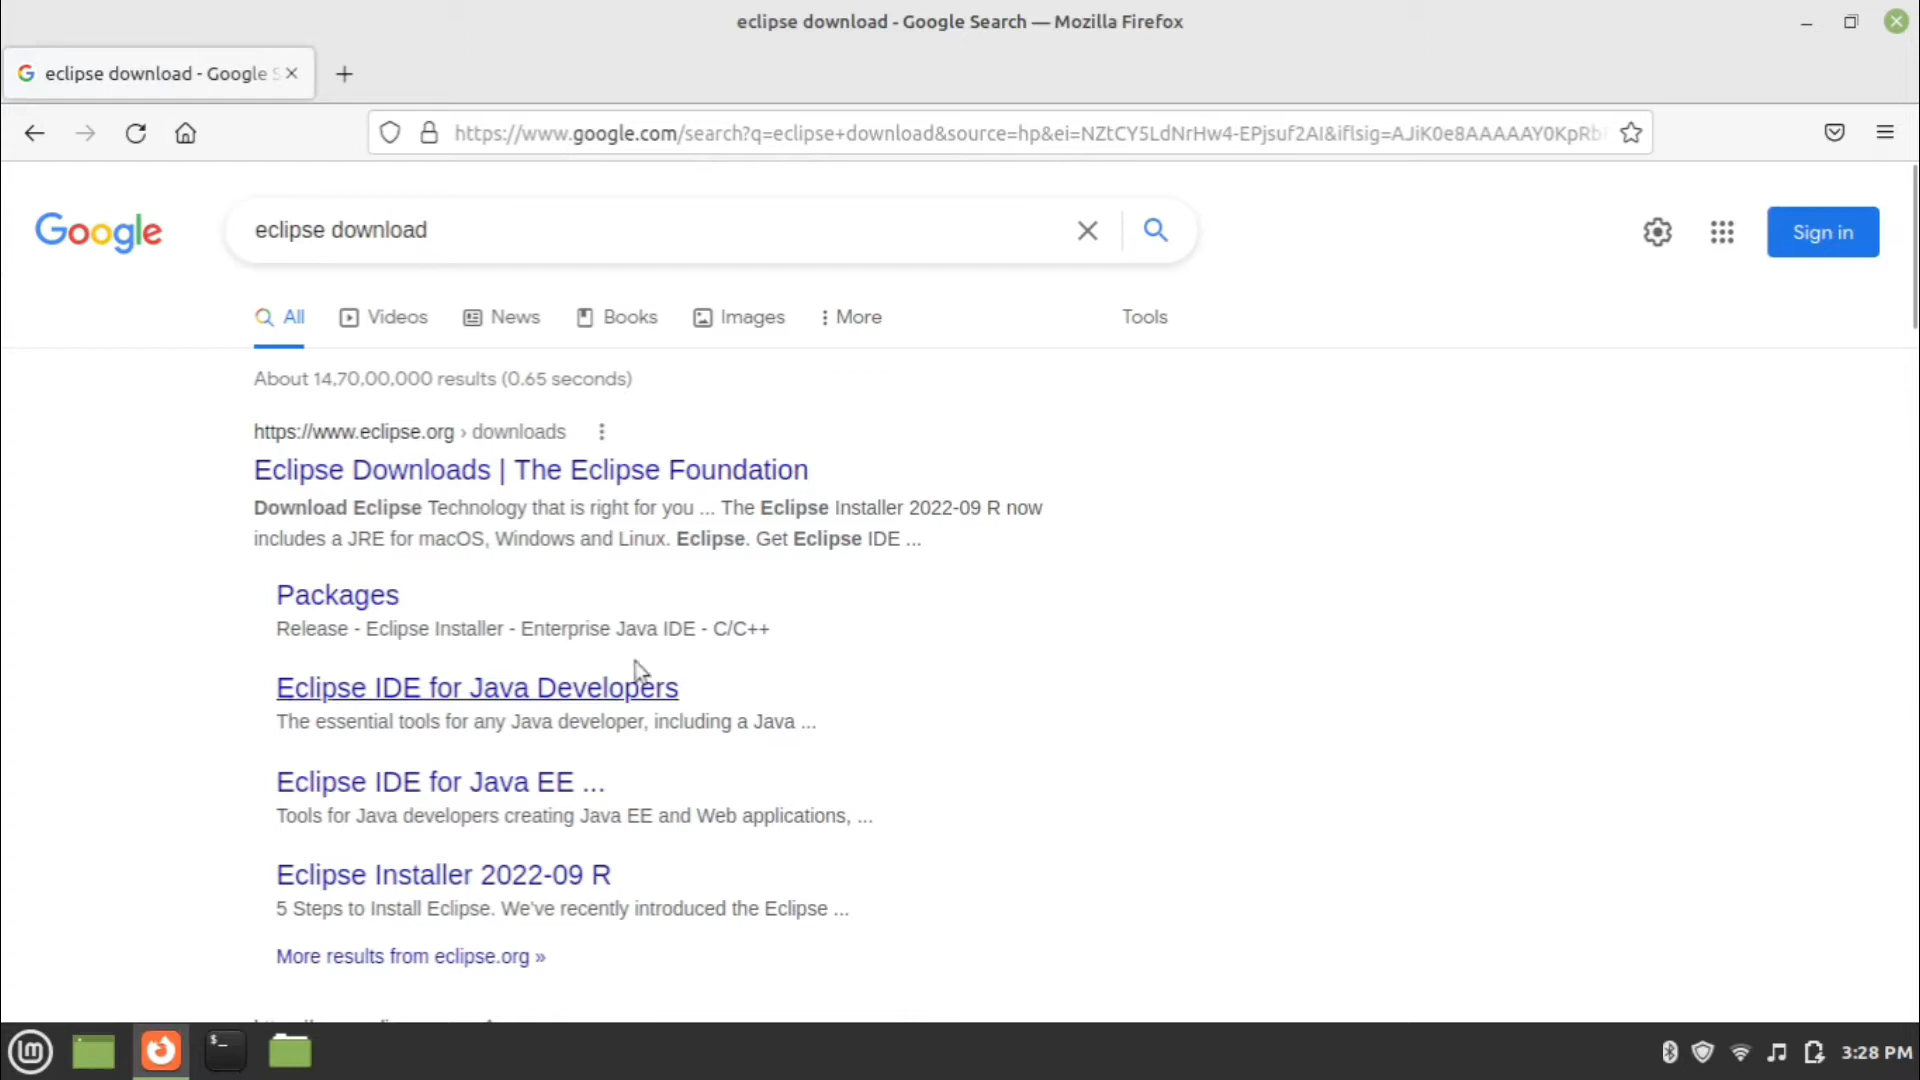 eclipse download - Google Search — Mozilla Firefox
eclipse download - Google S
https://www.google.com/search?q=eclipse+download&source=hp&ei=NZtCY5LdNrHw4-EPjsuf2AI&iflsig=AJiK0e8AAAAAY0KpRb
Google
eclipse download
Sign in
All
Videos
News
Books
Images
More
Tools
About 14,70,00,000 results (0.65 seconds)
https://www.eclipse.org › downloads
Eclipse Downloads | The Eclipse Foundation
Download Eclipse Technology that is right for you ... The Eclipse Installer 2022-09 R now
includes a JRE for macOS, Windows and Linux. Eclipse. Get Eclipse IDE ...
Packages
Release - Eclipse Installer - Enterprise Java IDE - C/C++
Eclipse IDE for Java Developers
The essential tools for any Java developer, including a Java ...
Eclipse IDE for Java EE ...
Tools for Java developers creating Java EE and Web applications, ...
Eclipse Installer 2022-09 R
5 Steps to Install Eclipse. We've recently introduced the Eclipse ...
More results from eclipse.org »
$_
3:28 PM